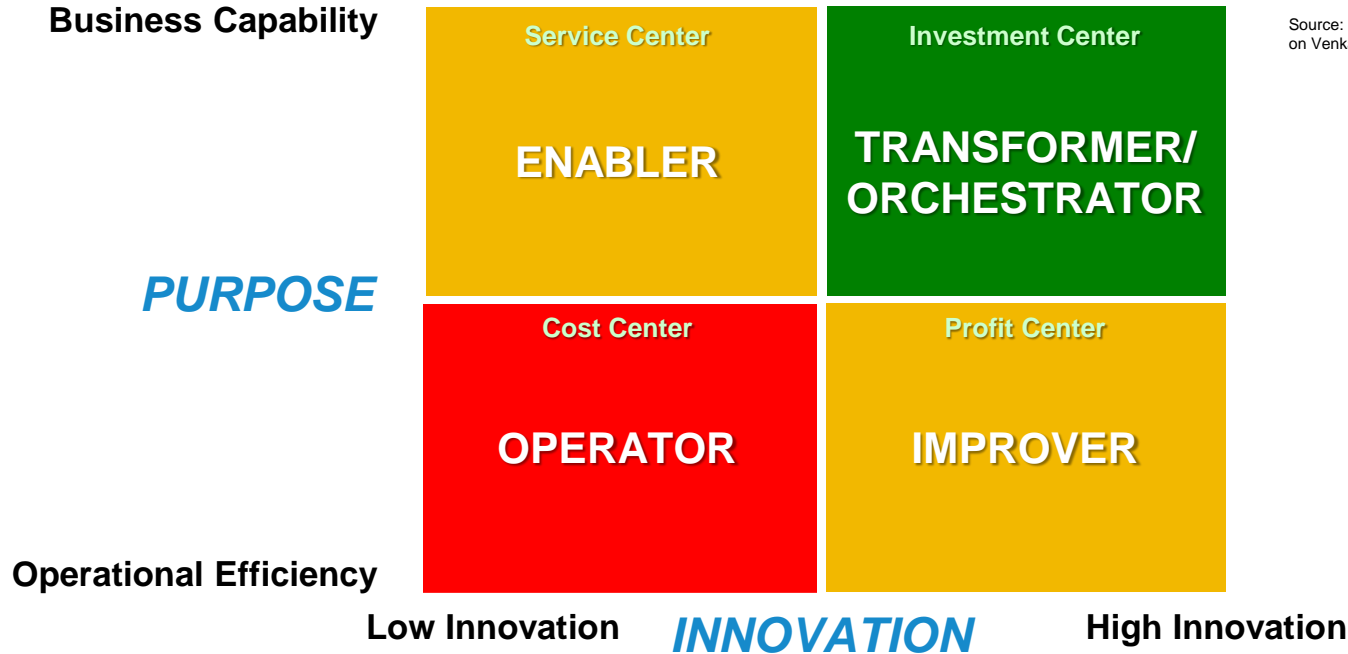 Business Capability
Service Center
Investment Center
Source:
on Venk
ENABLER
TRANSFORMER/
ORCHESTRATOR
PURPOSE
Cost Center
Profit Center
OPERATOR
IMPROVER
Operational Efficiency
Low Innovation
INNOVATION
High Innovation